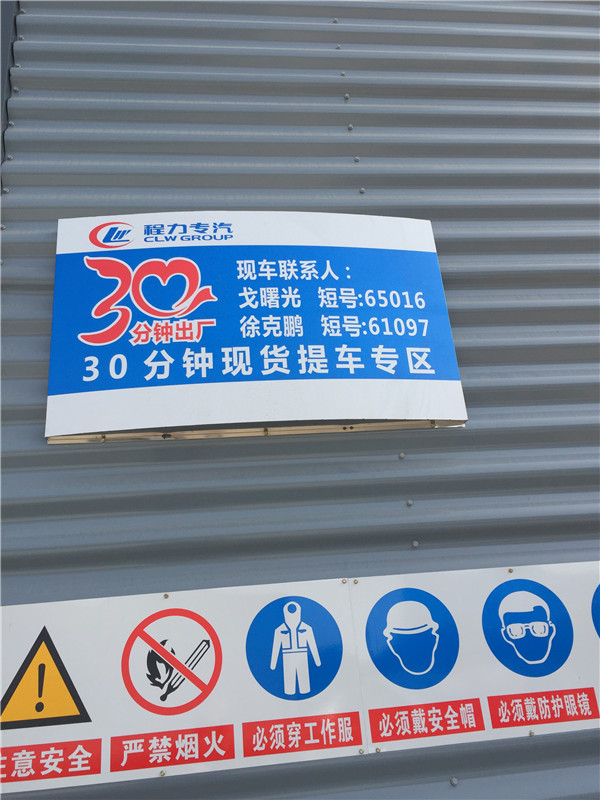 程力专汽
CLW GROUP
30
分钟出厂
现车联系人：
戈曙光 短号:65016
徐克鹏 短号:61097
30分钟现货提车专区
注意安全
严禁烟火
必须穿工作服
必须戴安全帽
必须戴防护眼镜